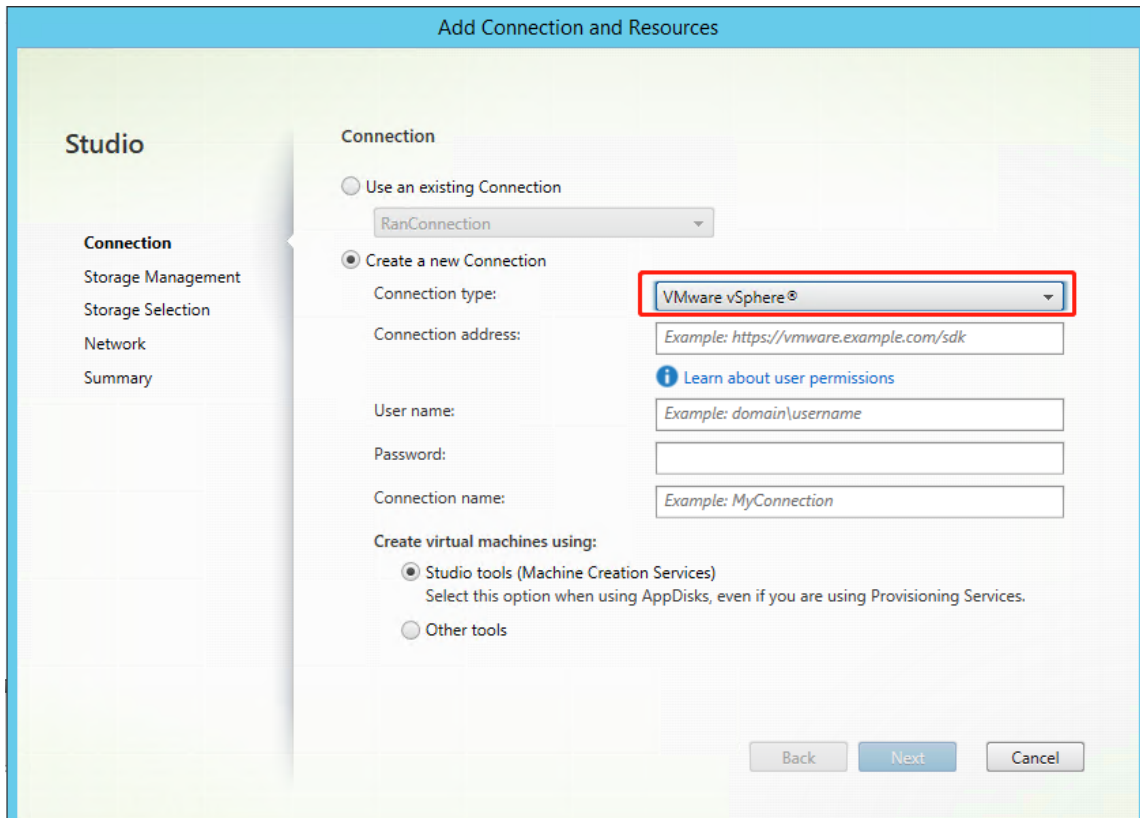 Add Connection and Resources
Studio
Connection
Storage Management
Storage Selection
Network
Summary
Connection
Use an existing Connection
RanConnection
Create a new Connection
Connection type:
VMware vSphere®
Connection address:
Example: https://vmware.example.com/sdk
Learn about user permissions
User name:
Example: domain\username
Password:
Connection name:
Example: MyConnection
Create virtual machines using:
Studio tools (Machine Creation Services)
Select this option when using AppDisks, even if you are using Provisioning Services.
Other tools
Back
Next
Cancel